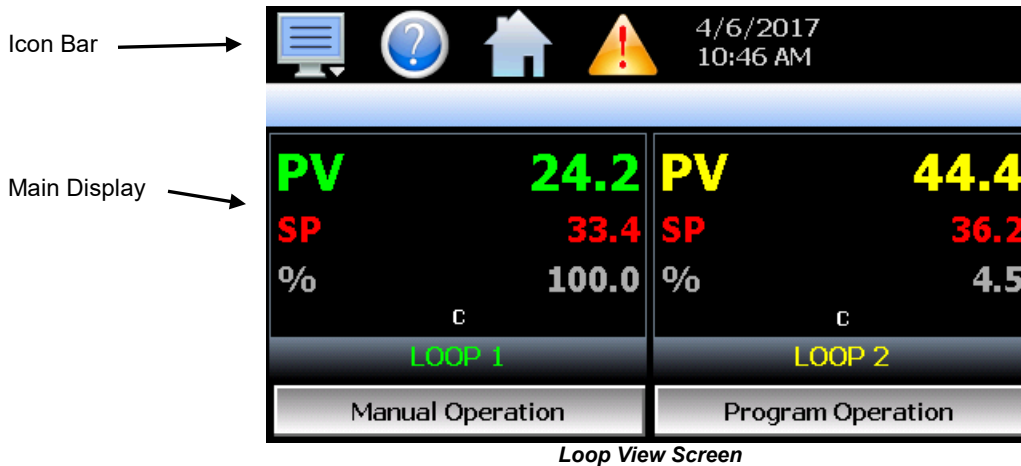 Icon Bar
4/6/2017
10:46 AM
Main Display
PV 24.2 PV 44.4
SP 33.4 SP 36.2
% 100.0 % 4.5
C C
LOOP 1 LOOP 2
Manual Operation Program Operation
Loop View Screen